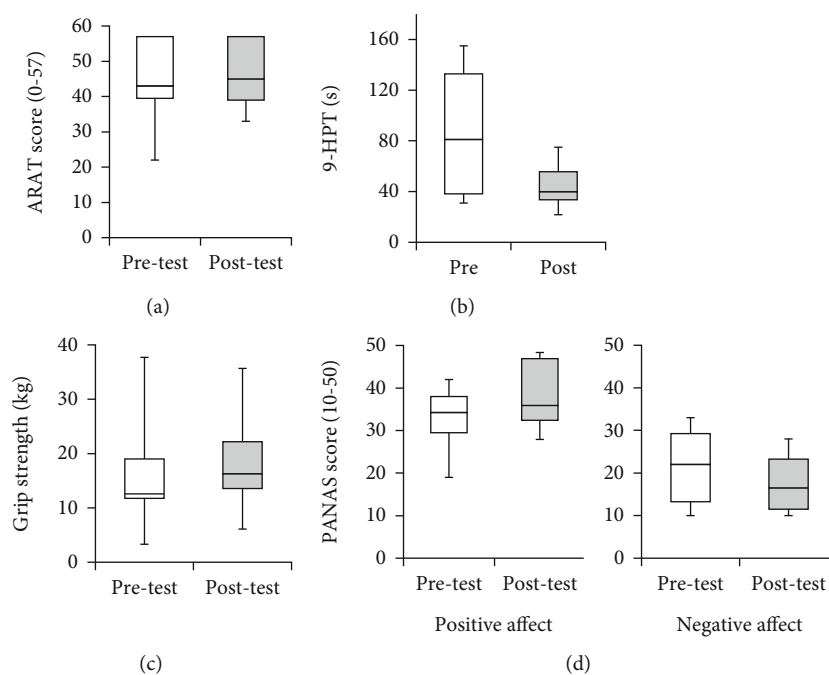 ARAT score (0-57)
60
50
40
30
20
10
0
Pre-test Post-test
(a)
9-HPT (s)
160
120
80
40
0
Pre Post
(b)
Grip strength (kg)
40
30
20
10
0
Pre-test Post-test
(c)
PANAS score (10-50)
50
40
30
20
10
0
Pre-test Post-test
Positive affect
50
40
30
20
10
0
Pre-test Post-test
Negative affect
(d)